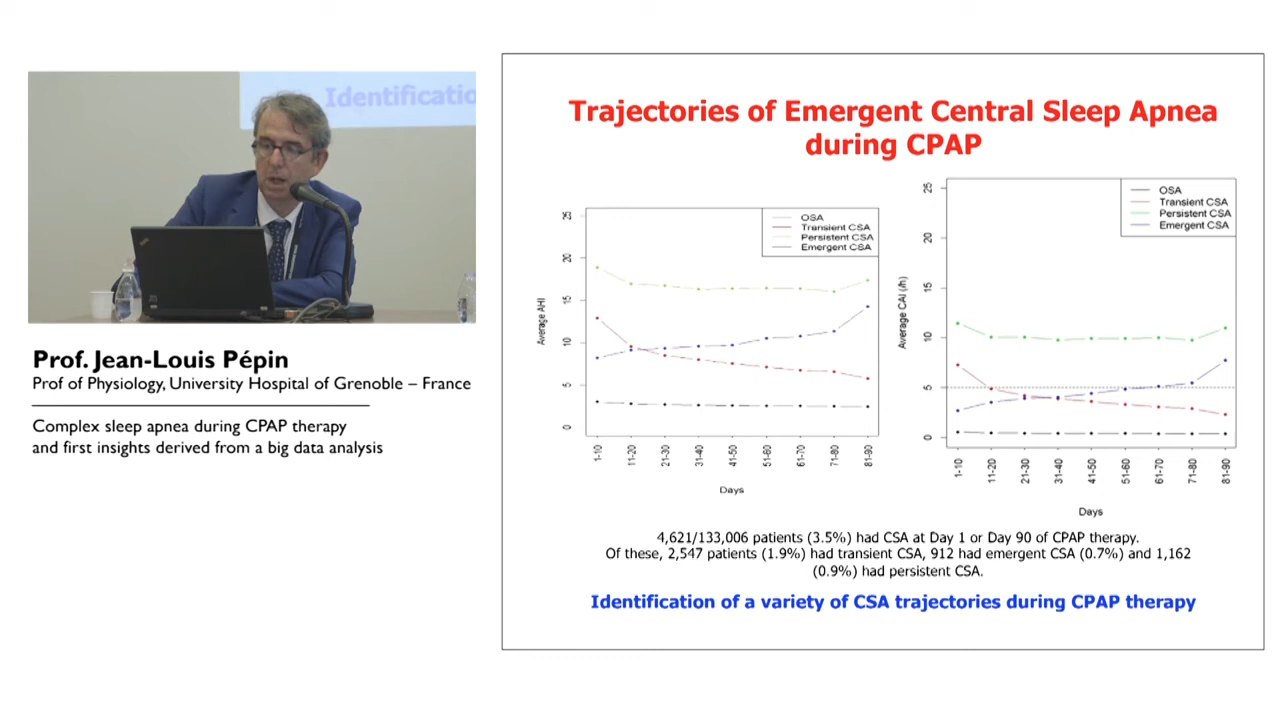 Identificatio
Prof. Jean-Louis Pépin
Prof of Physiology, University Hospital of Grenoble – France
Complex sleep apnea during CPAP therapy
and first insights derived from a big data analysis
Trajectories of Emergent Central Sleep Apnea
during CPAP
Average AHI
25
20
15
10
5
0
OSA
Transient CSA
Persistent CSA
Emergent CSA
1-10
11-20
21-30
31-40
41-50
51-60
61-70
71-80
81-90
Days
Average CAI (/h)
25
20
15
10
5
0
OSA
Transient CSA
Persistent CSA
Emergent CSA
1-10
11-20
21-30
31-40
41-50
51-60
61-70
71-80
81-90
Days
4,621/133,006 patients (3.5%) had CSA at Day 1 or Day 90 of CPAP therapy.
Of these, 2,547 patients (1.9%) had transient CSA, 912 had emergent CSA (0.7%) and 1,162
(0.9%) had persistent CSA.
Identification of a variety of CSA trajectories during CPAP therapy